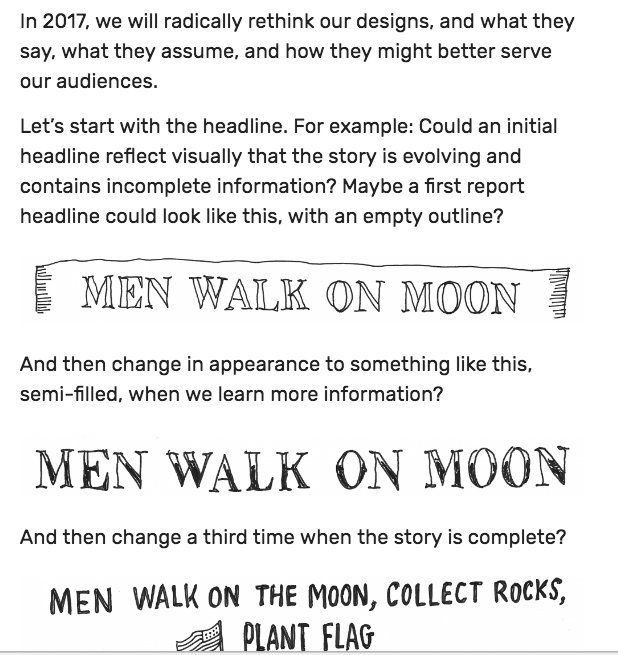 In 2017, we will radically rethink our designs, and what they
say, what they assume, and how they might better serve
our audiences.
Let’s start with the headline. For example: Could an initial
headline reflect visually that the story is evolving and
contains incomplete information? Maybe a first report
headline could look like this, with an empty outline?
MEN WALK ON MOON
And then change in appearance to something like this,
semi-filled, when we learn more information?
MEN WALK ON MOON
And then change a third time when the story is complete?
MEN WALK ON THE MOON, COLLECT ROCKS,
PLANT FLAG